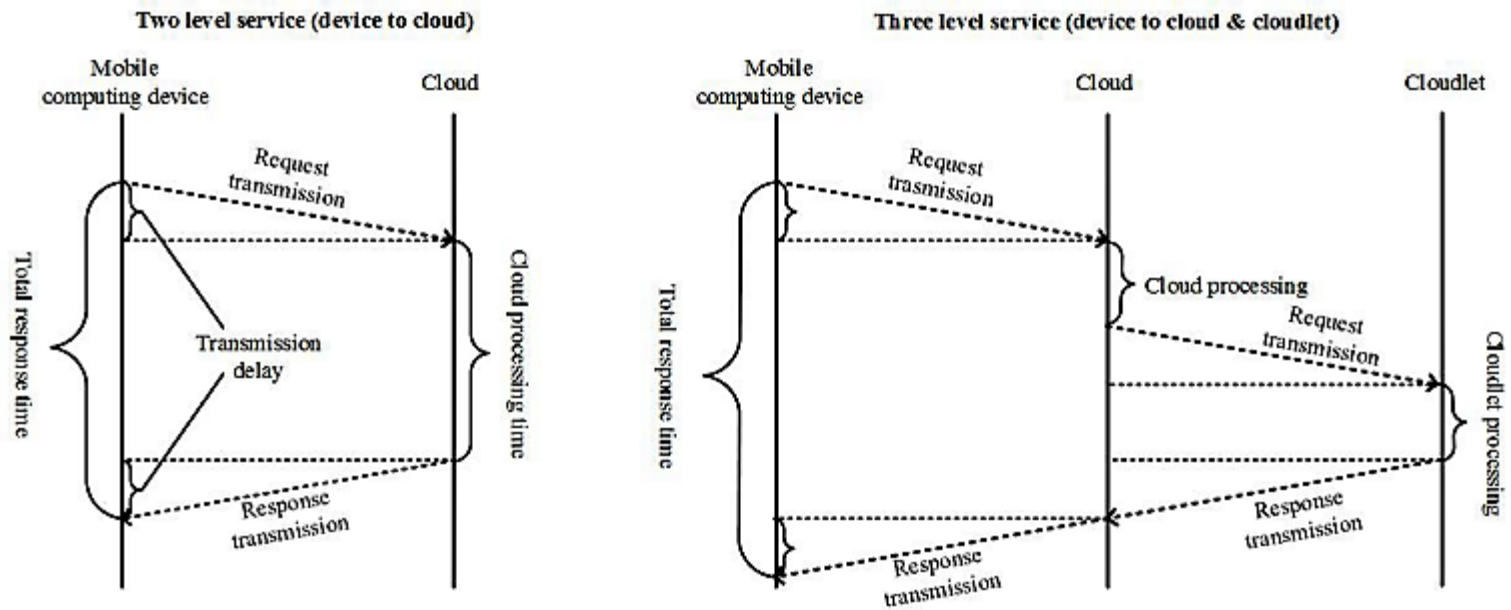 Two level service (device to cloud)
Mobile
computing device
Cloud
Request
transmission
Total response time
Transmission
delay
Cloud processing time
Response
transmission
Three level service (device to cloud & cloudlet)
Mobile
computing device
Cloud
Cloudlet
Request
trasmission
Total response time
Cloud processing
Request
transmission
Cloudlet processing
Response
transmission
Response
transmission